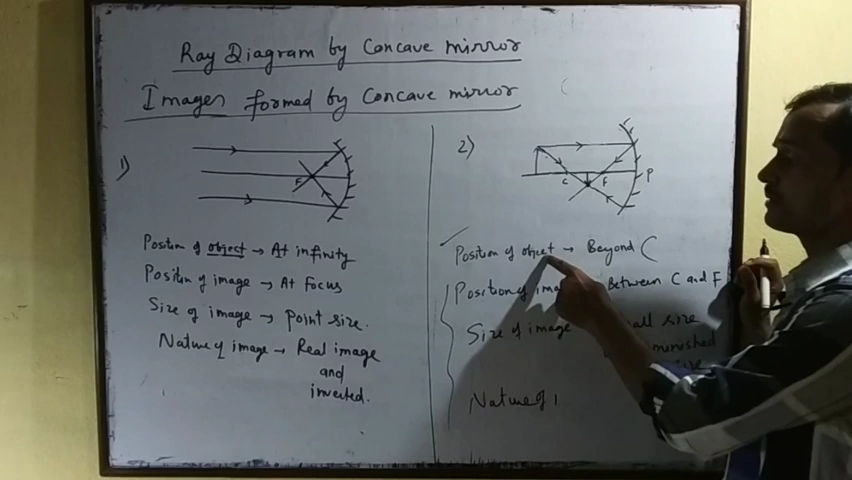 Ray Diagram by Concave mirror
Images formed by Concave mirror
1)
F
Position of object → At infinity
Position of image → At Focus
Size of image → point size.
Nature of image → Real image
and
inverted.
2)
C F P
Position of object → Beyond C
Position of Between C and F
Size of image size
Nature of